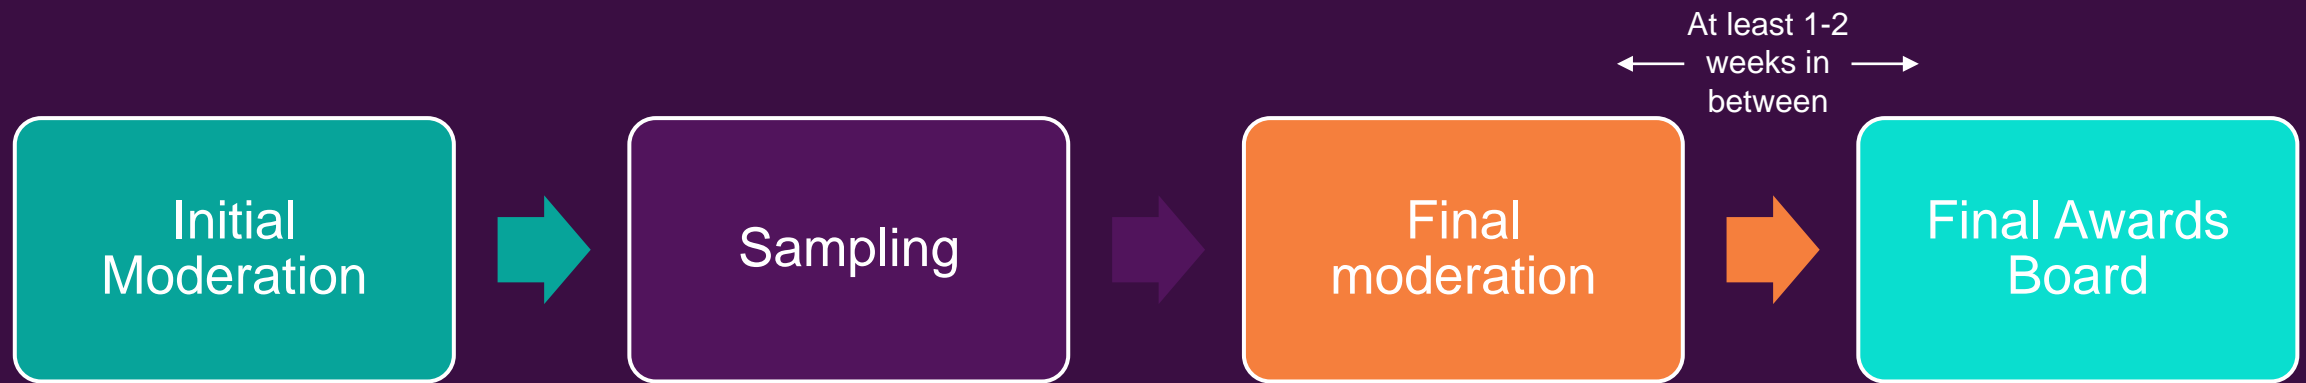 At least 1-2
weeks in
between
Initial
Moderation
Sampling
Final
moderation
Final Awards
Board